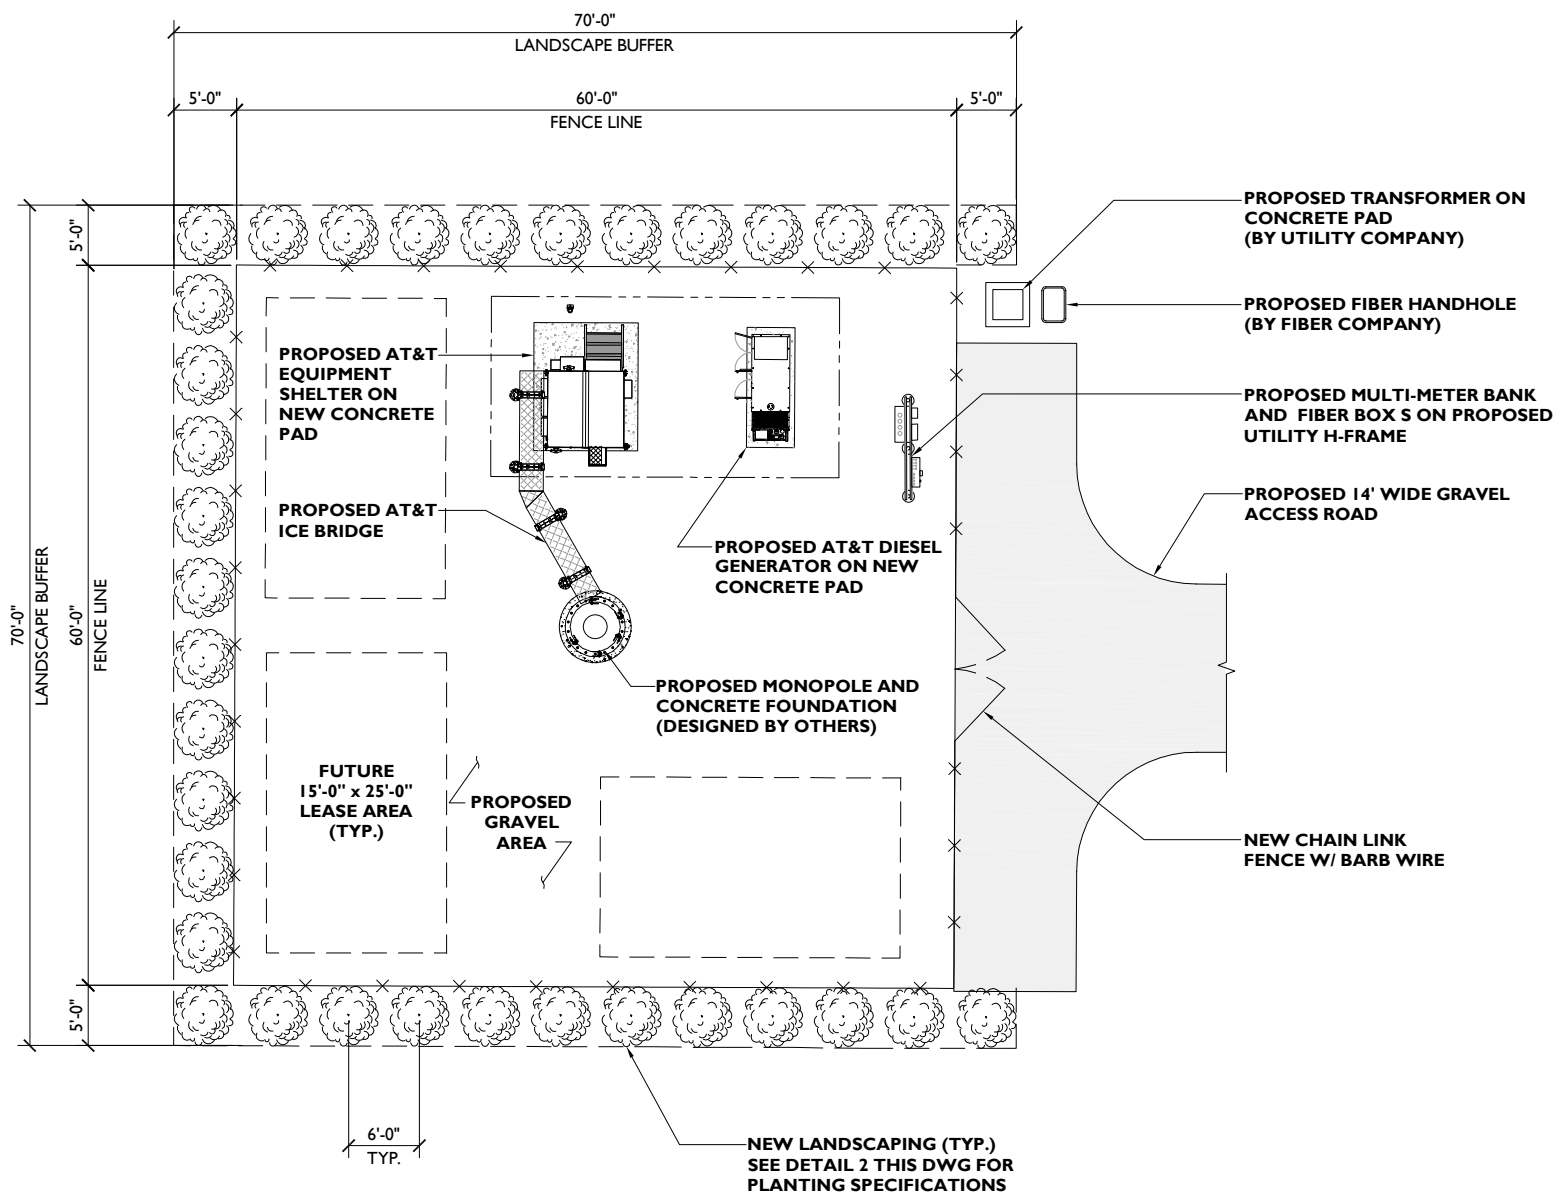 70'-0"
LANDSCAPE BUFFER
5'-0"
60'-0"
5'-0"
FENCE LINE
PROPOSED TRANSFORMER ON
CONCRETE PAD
(BY UTILITY COMPANY)
5'-0"
PROPOSED FIBER HANDHOLE
(BY FIBER COMPANY)
PROPOSED AT&T
EQUIPMENT
SHELTER ON
NEW CONCRETE
PAD
PROPOSED MULTI-METER BANK
AND FIBER BOX S ON PROPOSED
UTILITY H-FRAME
PROPOSED 14' WIDE GRAVEL
ACCESS ROAD
PROPOSED AT&T
ICE BRIDGE
PROPOSED AT&T DIESEL
GENERATOR ON NEW
CONCRETE PAD
70'-0"
LANDSCAPE BUFFER
60'-0"
FENCE LINE
PROPOSED MONOPOLE AND
CONCRETE FOUNDATION
(DESIGNED BY OTHERS)
FUTURE
15'-0" x 25'-0"
LEASE AREA
(TYP.)
PROPOSED
GRAVEL
AREA
NEW CHAIN LINK
FENCE W/ BARB WIRE
5'-0"
6'-0"
TYP.
NEW LANDSCAPING (TYP.)
SEE DETAIL 2 THIS DWG FOR
PLANTING SPECIFICATIONS